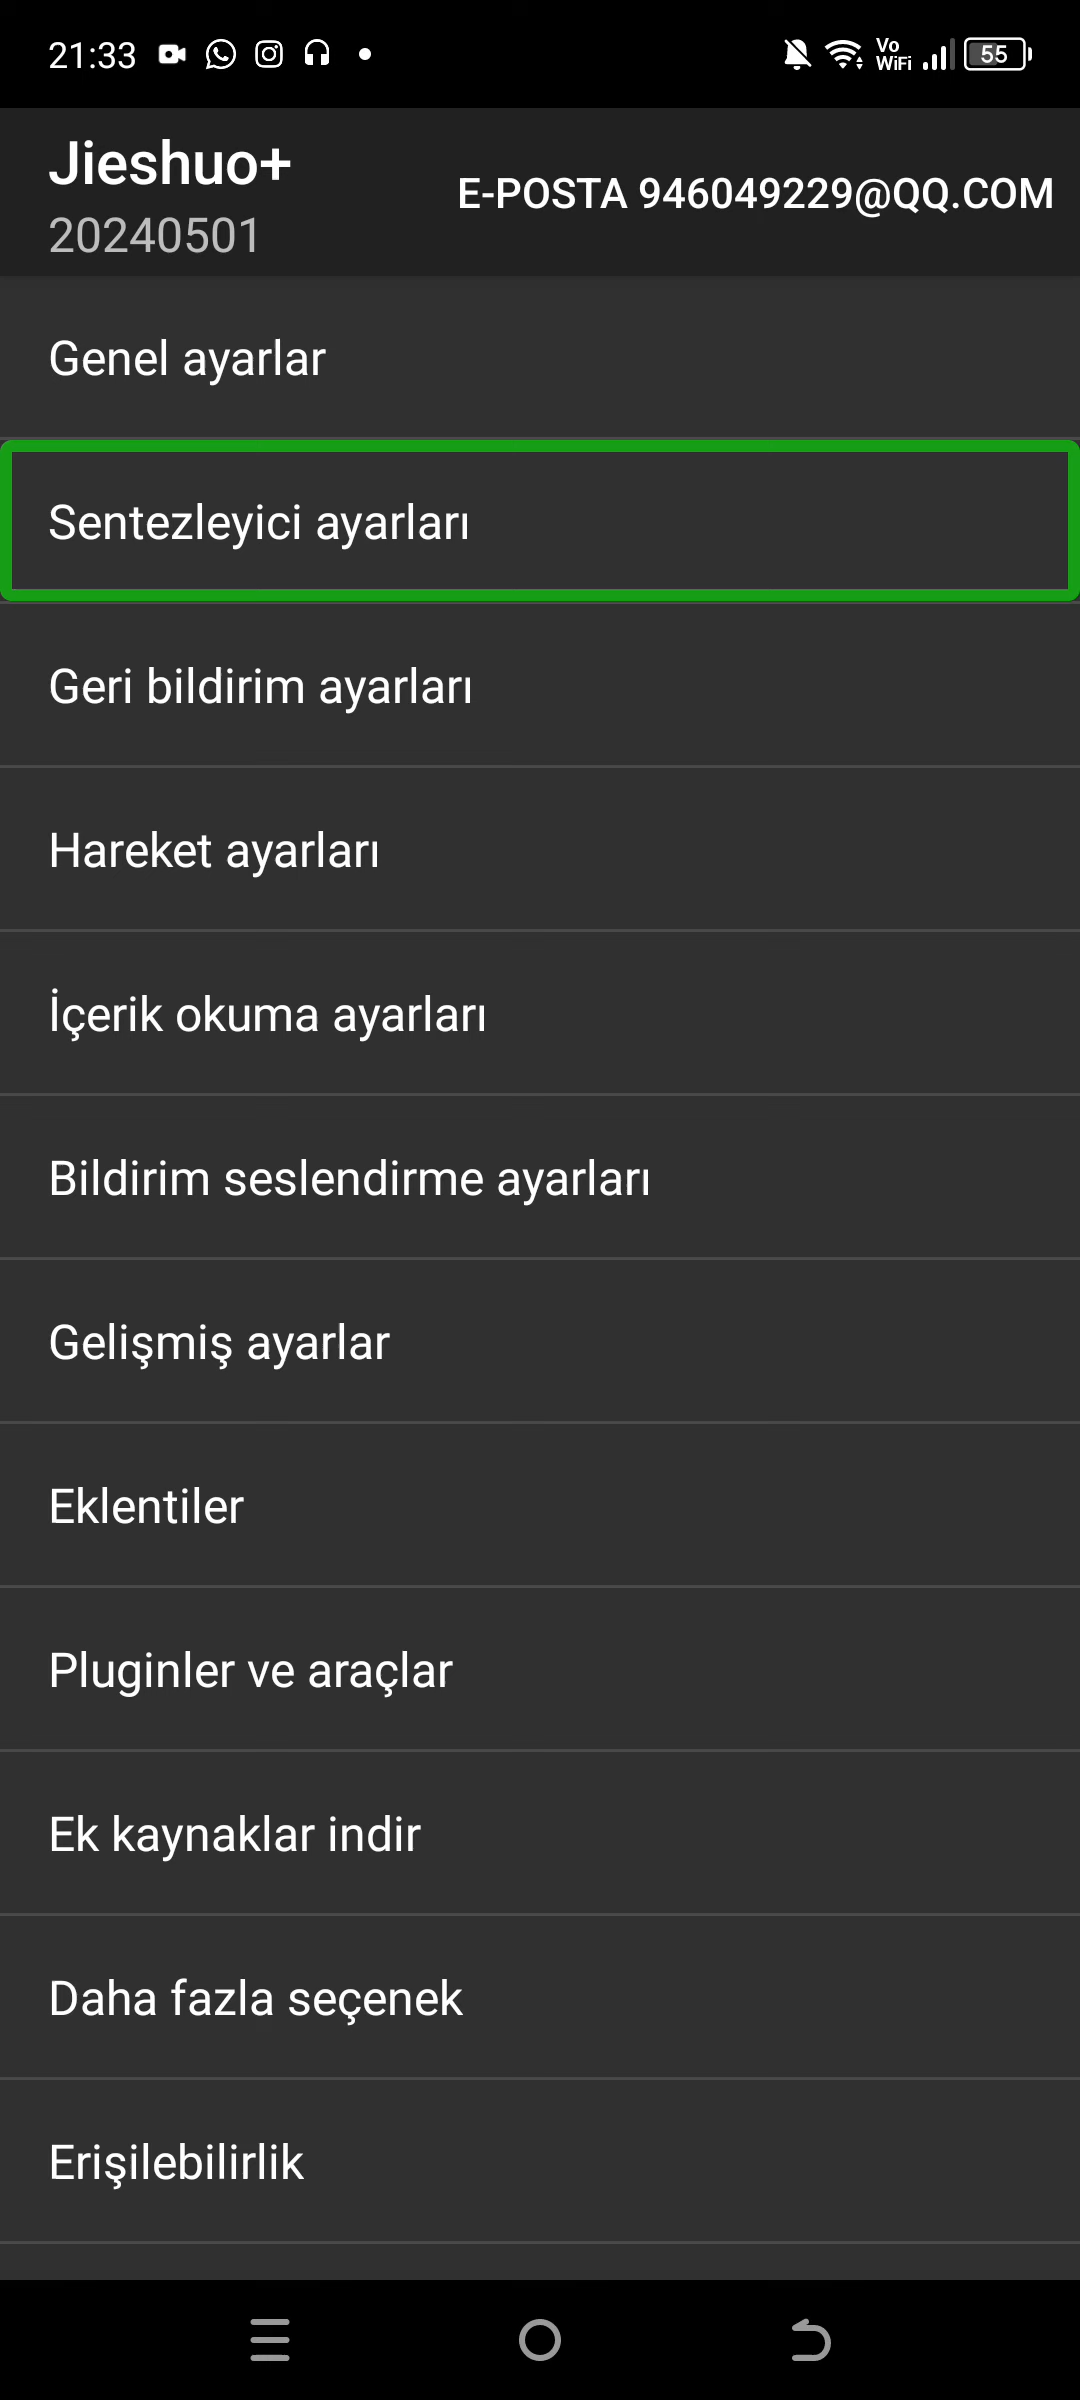 21:33
Vo
WiFi
55
Jieshuo+
20240501
E-POSTA 946049229@QQ.COM
Genel ayarlar
Sentezleyici ayarları
Geri bildirim ayarları
Hareket ayarları
İçerik okuma ayarları
Bildirim seslendirme ayarları
Gelişmiş ayarlar
Eklentiler
Pluginler ve araçlar
Ek kaynaklar indir
Daha fazla seçenek
Erişilebilirlik